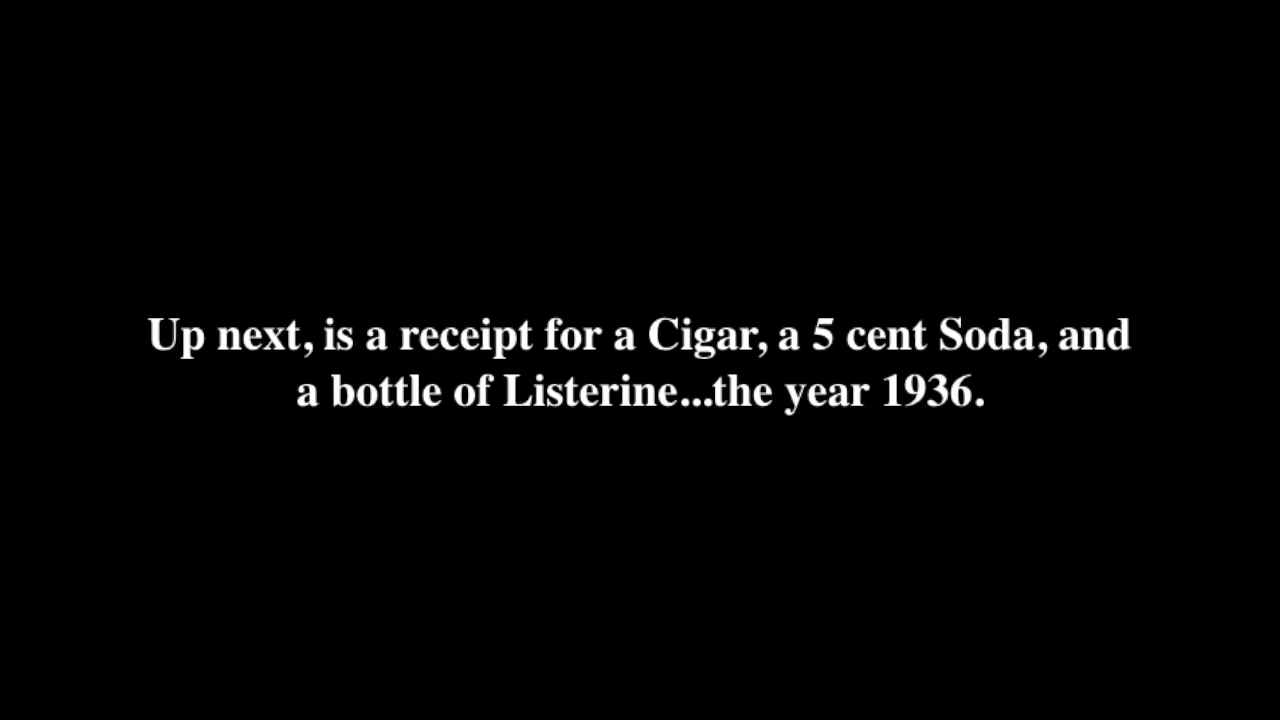 Up next, is a receipt for a Cigar, a 5 cent Soda, and
a bottle of Listerine...the year 1936.